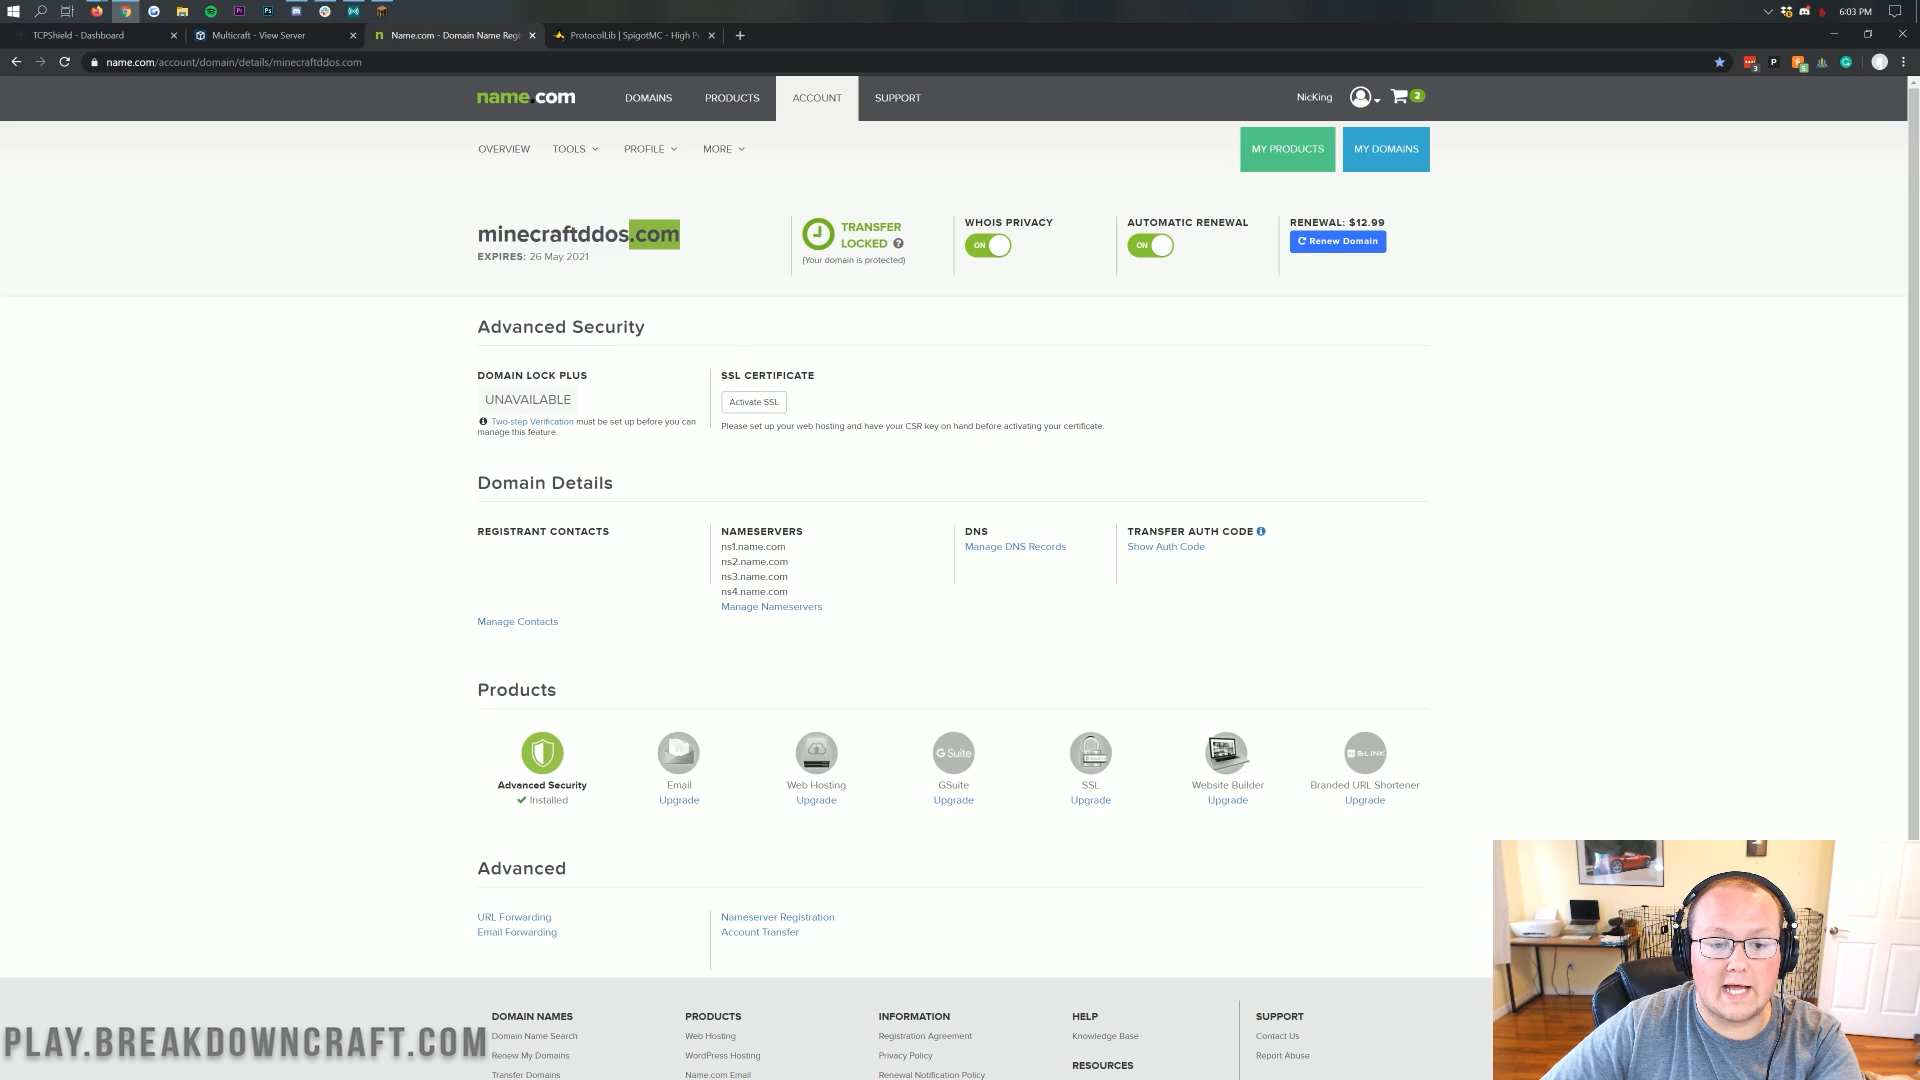 6:03 PM
TCPShield - Dashboard
Multicraft - View Server
Name.com - Domain Name Regi
ProtocolLib | SpigotMC - High P
name.com/account/domain/details/minecraftddos.com
name.com
DOMAINS
PRODUCTS
ACCOUNT
SUPPORT
NicKing
2
OVERVIEW
TOOLS
PROFILE
MORE
MY PRODUCTS
MY DOMAINS
minecraftddos.com
EXPIRES: 26 May 2021
TRANSFER
LOCKED
(Your domain is protected)
WHOIS PRIVACY
ON
AUTOMATIC RENEWAL
ON
RENEWAL: $12.99
Renew Domain
Advanced Security
DOMAIN LOCK PLUS
UNAVAILABLE
Two-step Verification must be set up before you can
manage this feature.
SSL CERTIFICATE
Activate SSL
Please set up your web hosting and have your CSR key on hand before activating your certificate.
Domain Details
REGISTRANT CONTACTS
Manage Contacts
NAMESERVERS
ns1.name.com
ns2.name.com
ns3.name.com
ns4.name.com
Manage Nameservers
DNS
Manage DNS Records
TRANSFER AUTH CODE
Show Auth Code
Products
Advanced Security
Installed
Email
Upgrade
Web Hosting
Upgrade
G Suite
GSuite
Upgrade
SSL
Upgrade
Website Builder
Upgrade
BL.INK
Branded URL Shortener
Upgrade
Advanced
URL Forwarding
Email Forwarding
Nameserver Registration
Account Transfer
DOMAIN NAMES
Domain Name Search
Renew My Domains
Transfer Domains
PRODUCTS
Web Hosting
WordPress Hosting
Name.com Email
INFORMATION
Registration Agreement
Privacy Policy
Renewal Notification Policy
HELP
Knowledge Base
RESOURCES
SUPPORT
Contact Us
Report Abuse
PLAY.BREAKDOWNCRAFT.COM